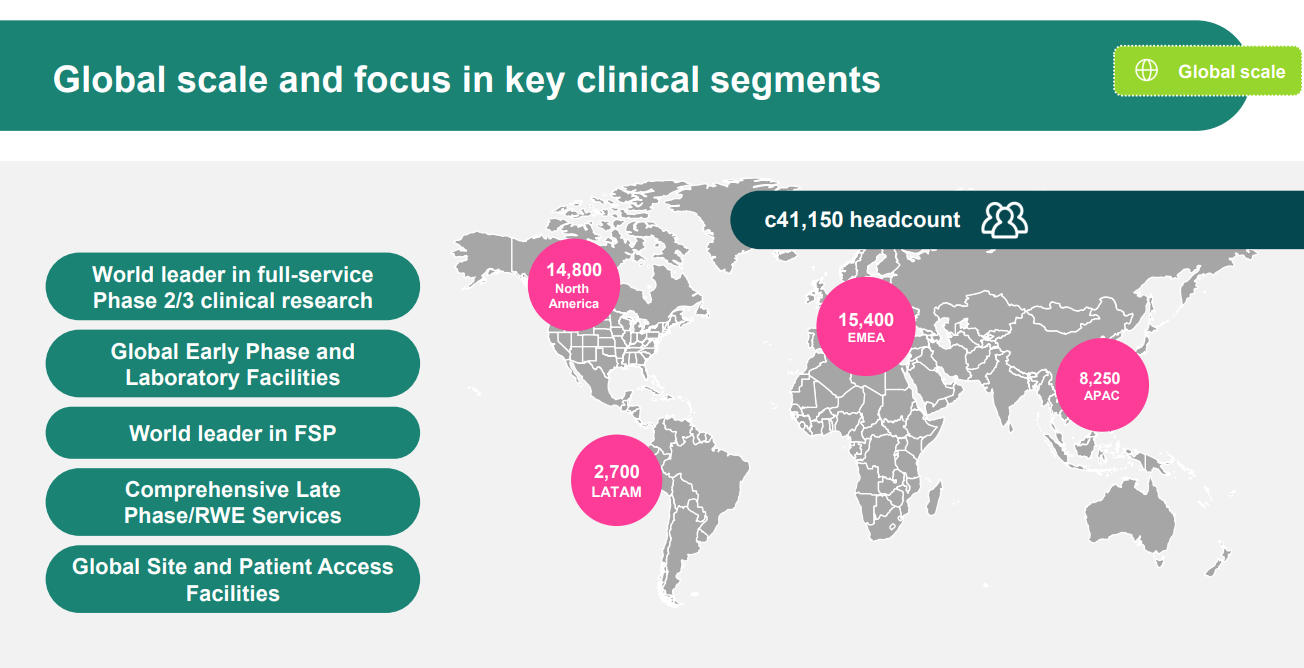 Global scale and focus in key clinical segments
Global scale
c41,150 headcount
World leader in full-service
Phase 2/3 clinical research
Global Early Phase and
Laboratory Facilities
World leader in FSP
Comprehensive Late
Phase/RWE Services
Global Site and Patient Access
Facilities
14,800
North
America
15,400
EMEA
8,250
APAC
2,700
LATAM